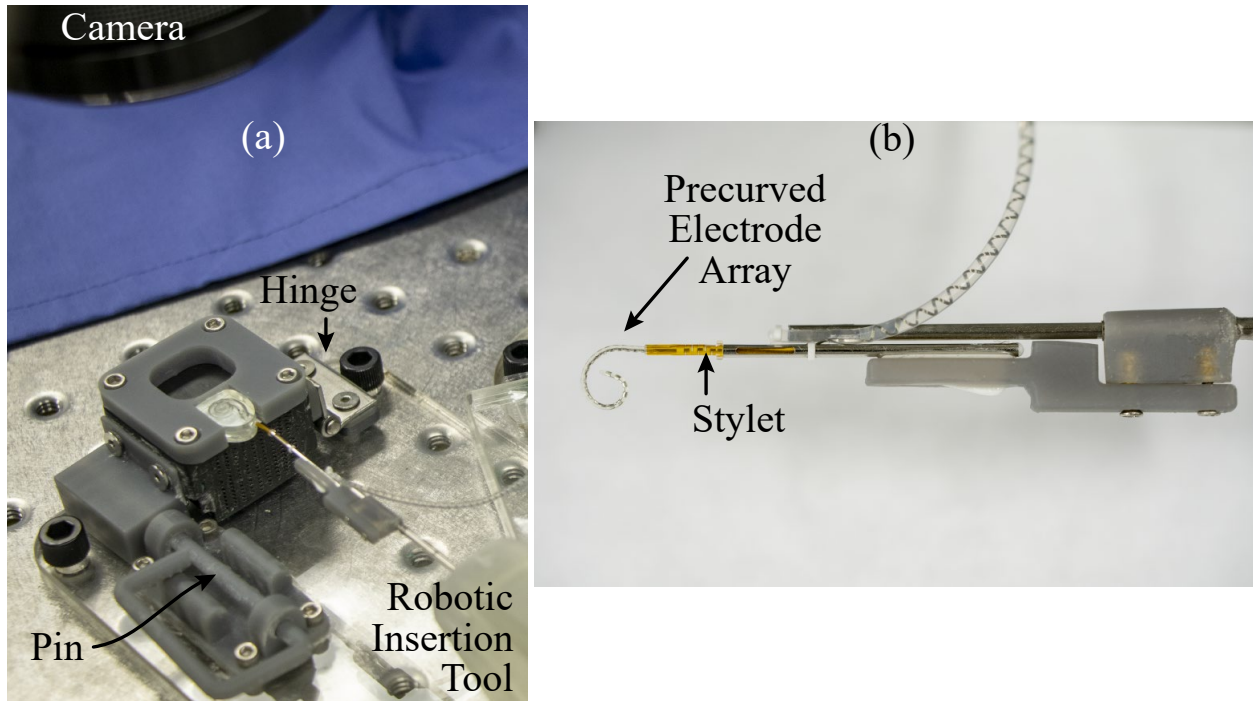 Camera
(a)
Hinge
Pin
Robotic
Insertion
Tool
(b)
Precurved
Electrode
Array
Stylet